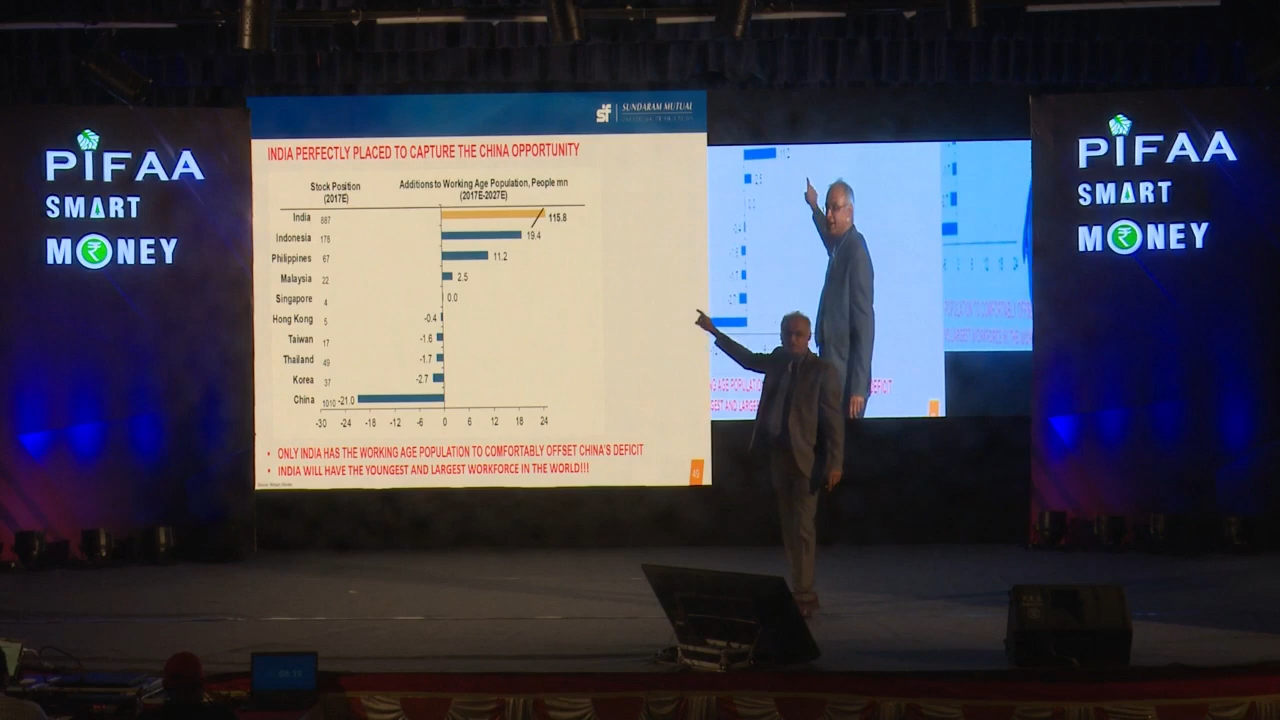 PIFAA
SMART
MONEY
sf SUNDARAM MUTUAL
INDIA PERFECTLY PLACED TO CAPTURE THE CHINA OPPORTUNITY
Stock Position Additions to Working Age Population, People mn
(2017E) (2017E-2027E)
India 887 115.8
Indonesia 176 19.4
Philippines 67 11.2
Malaysia 22 2.5
Singapore 4 0.0
Hong Kong 5 -0.4
Taiwan 17 -1.6
Thailand 49 -1.7
Korea 37 -2.7
China 1010 -21.0
-30 -24 -18 -12 -6 0 6 12 18 24
• ONLY INDIA HAS THE WORKING AGE POPULATION TO COMFORTABLY OFFSET CHINA'S DEFICIT
• INDIA WILL HAVE THE YOUNGEST AND LARGEST WORKFORCE IN THE WORLD!!!
PIFAA
SMART
MONEY